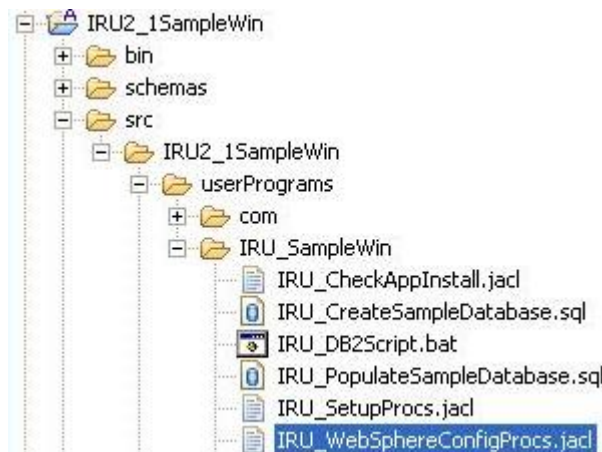 IRU2_1SampleWin
bin
schemas
src
IRU2_1SampleWin
userPrograms
com
IRU_SampleWin
IRU_CheckAppInstall.jacl
IRU_CreateSampleDatabase.sql
IRU_DB2Script.bat
IRU_PopulateSampleDatabase.sql
IRU_SetupProcs.jacl
IRU_WebSphereConfigProcs.jacl